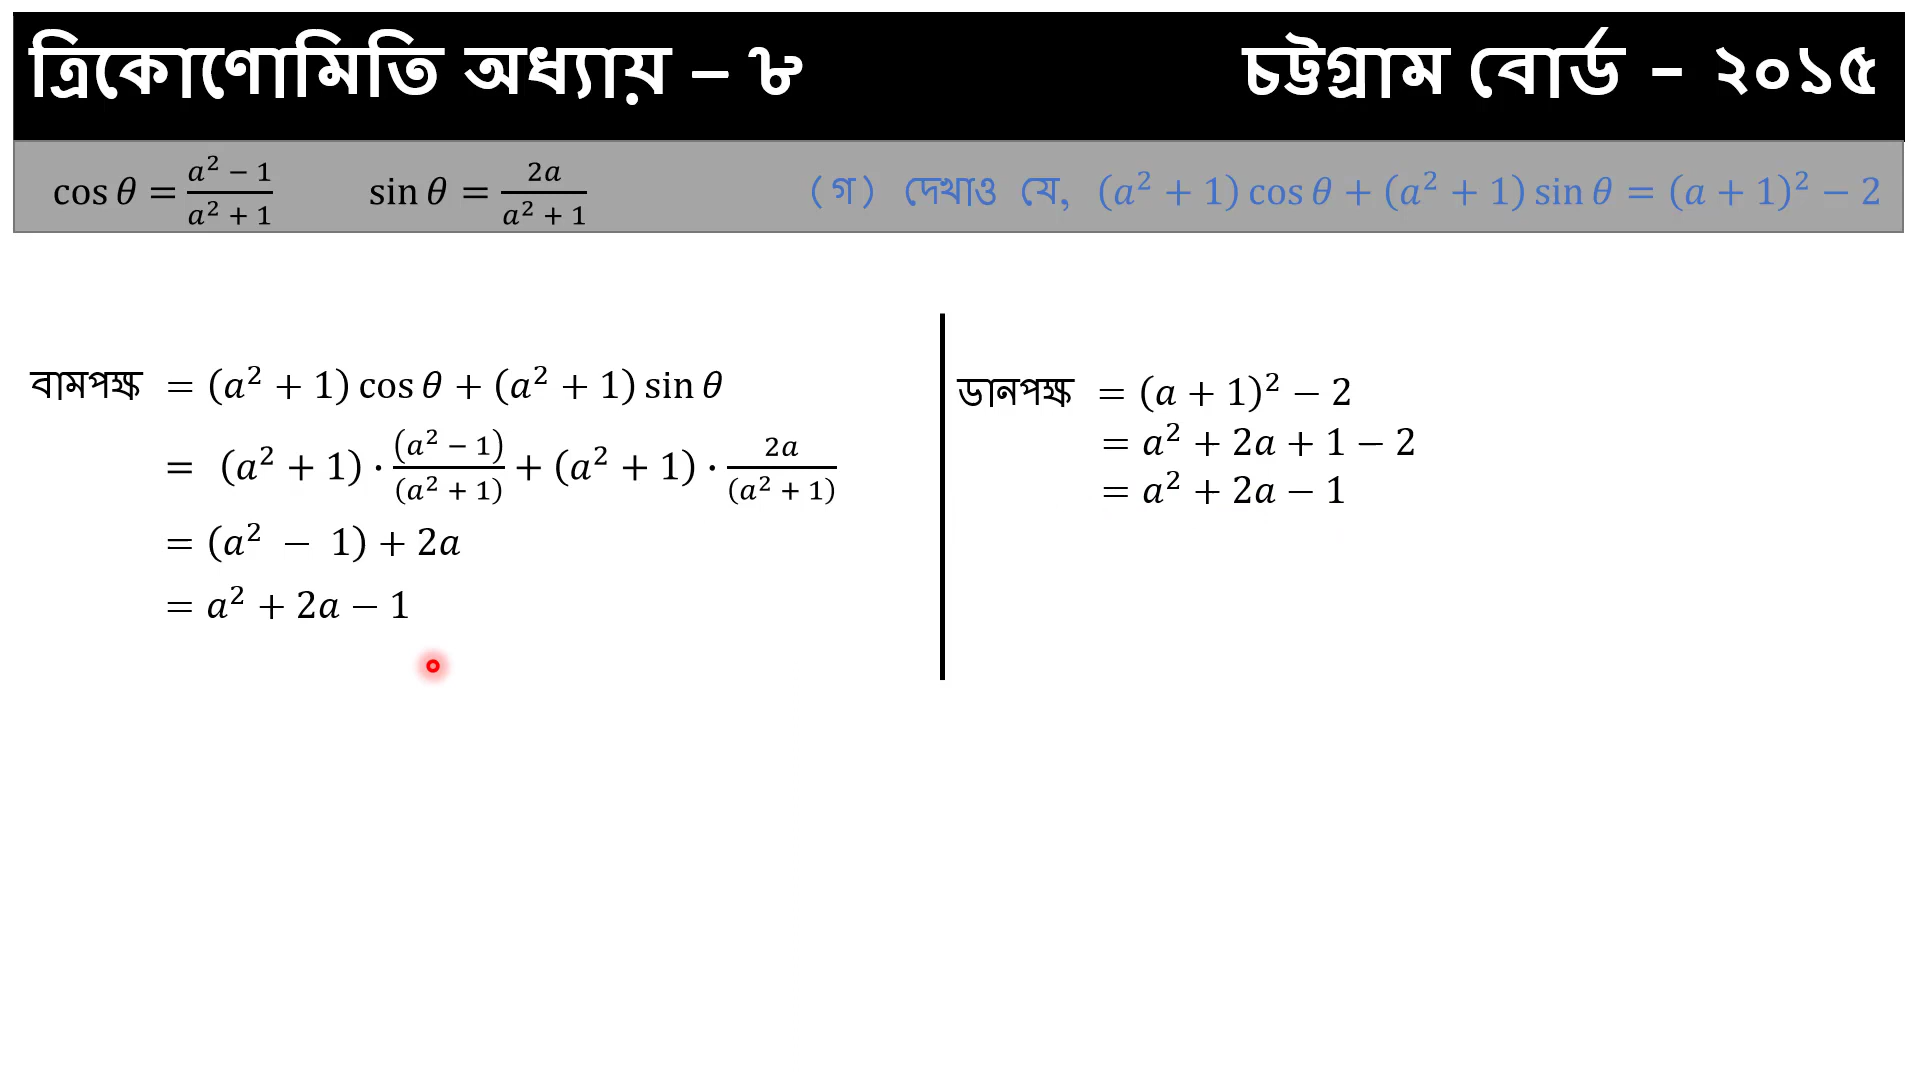 ত্রিকোণোমিতি অধ্যায় – ৮ চট্টগ্রাম বোর্ড – ২০১৫
cos θ = (a² − 1)/(a² + 1) sin θ = 2a/(a² + 1) (গ) দেখাও যে, (a² + 1) cos θ + (a² + 1) sin θ = (a + 1)² − 2
বামপক্ষ = (a² + 1) cos θ + (a² + 1) sin θ
= (a² + 1) · (a² − 1)/(a² + 1) + (a² + 1) · 2a/(a² + 1)
= (a² − 1) + 2a
= a² + 2a − 1
ডানপক্ষ = (a + 1)² − 2
= a² + 2a + 1 − 2
= a² + 2a − 1